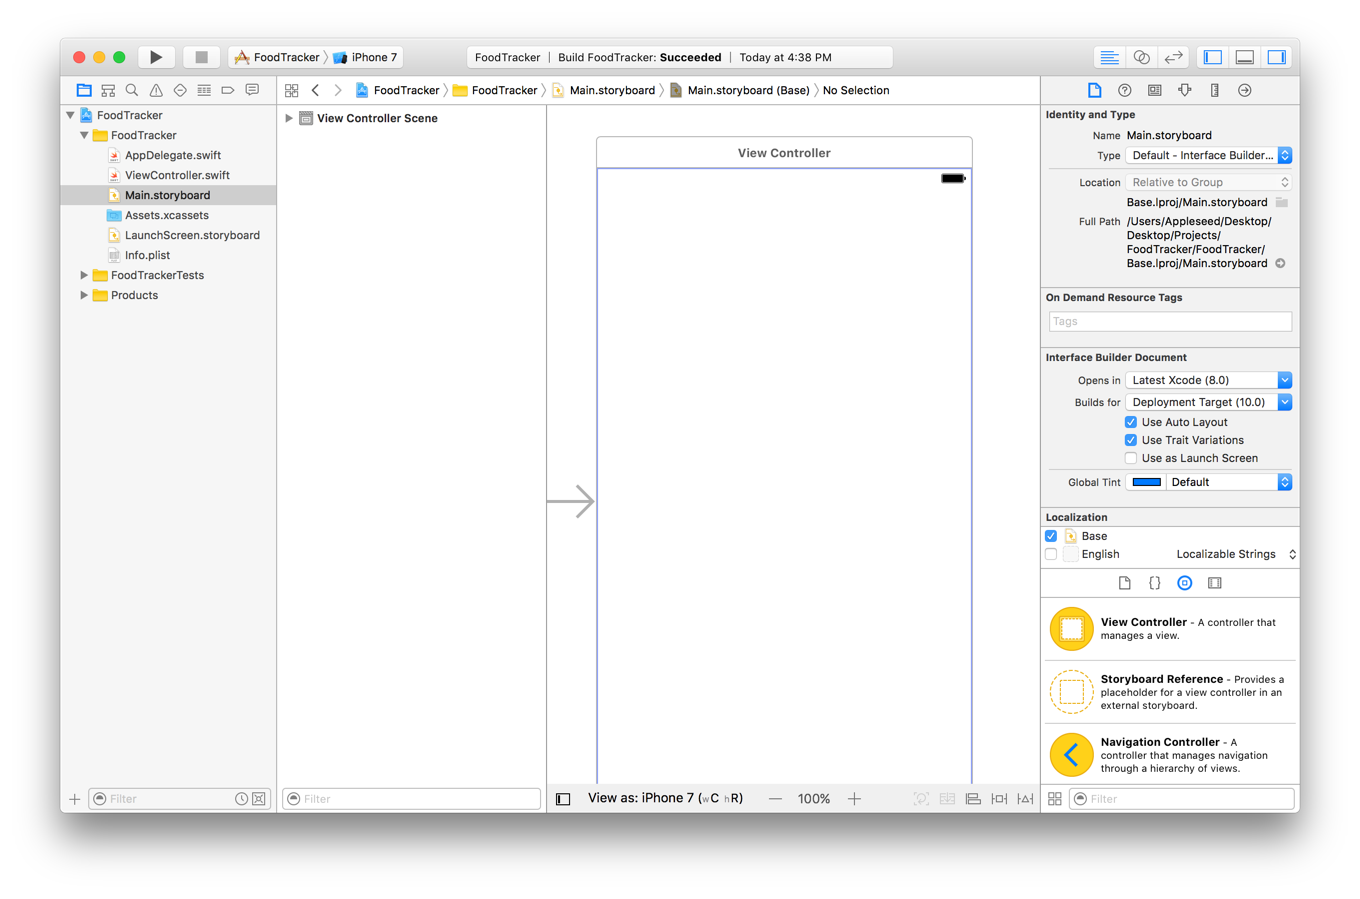 FoodTracker
iPhone 7
FoodTracker | Build FoodTracker: Succeeded | Today at 4:38 PM
FoodTracker
FoodTracker
Main.storyboard
Main.storyboard (Base)
No Selection
FoodTracker
FoodTracker
AppDelegate.swift
ViewController.swift
Main.storyboard
Assets.xcassets
LaunchScreen.storyboard
Info.plist
FoodTrackerTests
Products
Filter
View Controller Scene
Filter
View Controller
View as: iPhone 7 (wC hR)
100%
Identity and Type
Name Main.storyboard
Type Default - Interface Builder...
Location Relative to Group
Base.lproj/Main.storyboard
Full Path /Users/Appleseed/Desktop/
Desktop/Projects/
FoodTracker/FoodTracker/
Base.lproj/Main.storyboard
On Demand Resource Tags
Tags
Interface Builder Document
Opens in Latest Xcode (8.0)
Builds for Deployment Target (10.0)
Use Auto Layout
Use Trait Variations
Use as Launch Screen
Global Tint Default
Localization
Base
English Localizable Strings
{}
View Controller - A controller that
manages a view.
Storyboard Reference - Provides a
placeholder for a view controller in an
external storyboard.
Navigation Controller - A
controller that manages navigation
through a hierarchy of views.
Filter